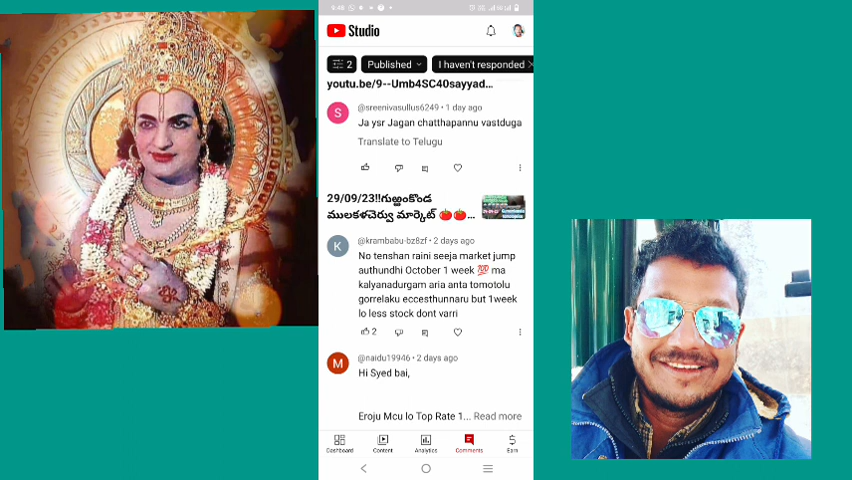 9:48
Studio
2
Published
I haven't responded
youtu.be/9--Umb4SC40sayyad...
S
@sreenivasullus6249 • 1 day ago
Ja ysr Jagan chatthapannu vastduga
Translate to Telugu
29/09/23!!గుఱ్ఱంకొండ
ములకలచెర్వు మార్కెట్ 🍅🍅...
K
@krambabu-bz8zf • 2 days ago
No tenshan raini seeja market jump
authundhi October 1 week 💯 ma
kalyanadurgam aria anta tomotolu
gorrelaku eccesthunnaru but 1week
lo less stock dont varri
2
M
@naidu19946 • 2 days ago
Hi Syed bai,
Eroju Mcu lo Top Rate 1... Read more
Dashboard
Content
Analytics
Comments
Earn